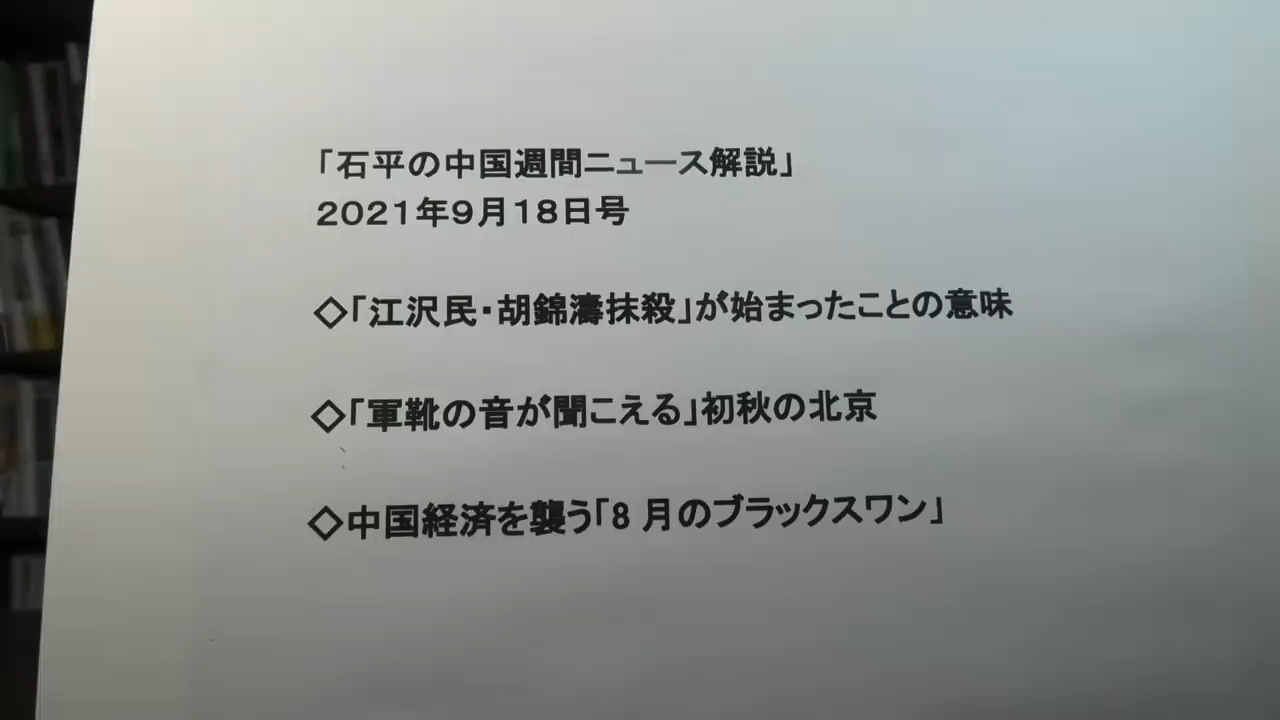 「石平の中国週間ニュース解説」
２０２１年９月１８日号
◇「江沢民・胡錦濤抹殺」が始まったことの意味
◇「軍靴の音が聞こえる」初秋の北京
◇中国経済を襲う「８月のブラックスワン」